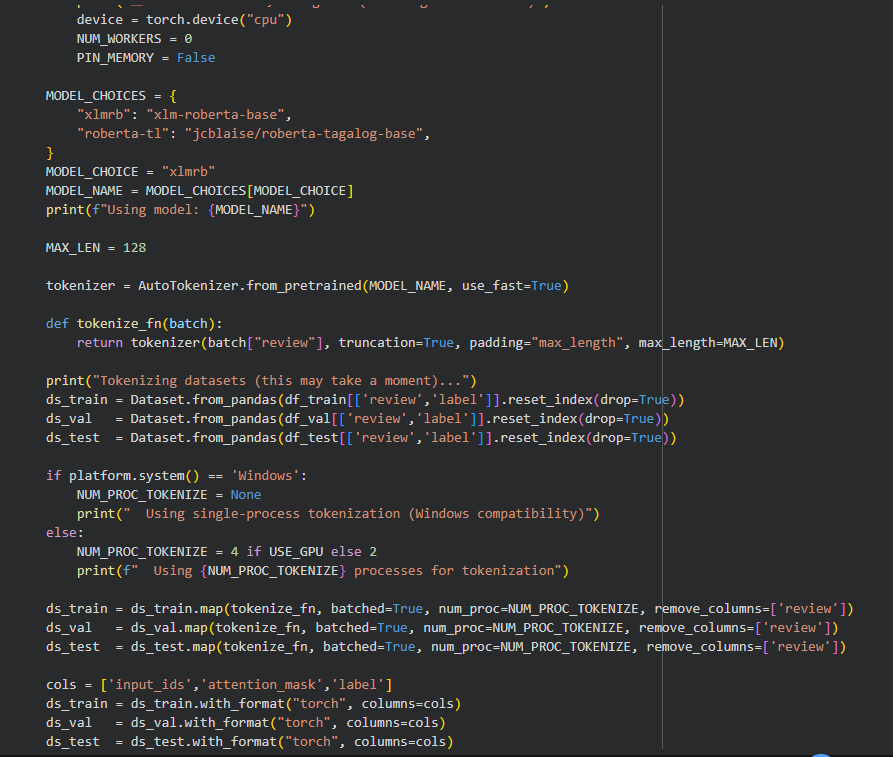 device = torch.device("cpu")
NUM_WORKERS = 0
PIN_MEMORY = False
MODEL_CHOICES = {
"xlmrb": "xlm-roberta-base",
"roberta-tl": "jcblaise/roberta-tagalog-base",
}
MODEL_CHOICE = "xlmrb"
MODEL_NAME = MODEL_CHOICES[MODEL_CHOICE]
print(f"Using model: {MODEL_NAME}")
MAX_LEN = 128
tokenizer = AutoTokenizer.from_pretrained(MODEL_NAME, use_fast=True)
def tokenize_fn(batch):
return tokenizer(batch["review"], truncation=True, padding="max_length", max_length=MAX_LEN)
print("Tokenizing datasets (this may take a moment)...")
ds_train = Dataset.from_pandas(df_train[['review','label']].reset_index(drop=True))
ds_val   = Dataset.from_pandas(df_val[['review','label']].reset_index(drop=True))
ds_test  = Dataset.from_pandas(df_test[['review','label']].reset_index(drop=True))
if platform.system() == 'Windows':
NUM_PROC_TOKENIZE = None
print("  Using single-process tokenization (Windows compatibility)")
else:
NUM_PROC_TOKENIZE = 4 if USE_GPU else 2
print(f"  Using {NUM_PROC_TOKENIZE} processes for tokenization")
ds_train = ds_train.map(tokenize_fn, batched=True, num_proc=NUM_PROC_TOKENIZE, remove_columns=['review'])
ds_val   = ds_val.map(tokenize_fn, batched=True, num_proc=NUM_PROC_TOKENIZE, remove_columns=['review'])
ds_test  = ds_test.map(tokenize_fn, batched=True, num_proc=NUM_PROC_TOKENIZE, remove_columns=['review'])
cols = ['input_ids','attention_mask','label']
ds_train = ds_train.with_format("torch", columns=cols)
ds_val   = ds_val.with_format("torch", columns=cols)
ds_test  = ds_test.with_format("torch", columns=cols)